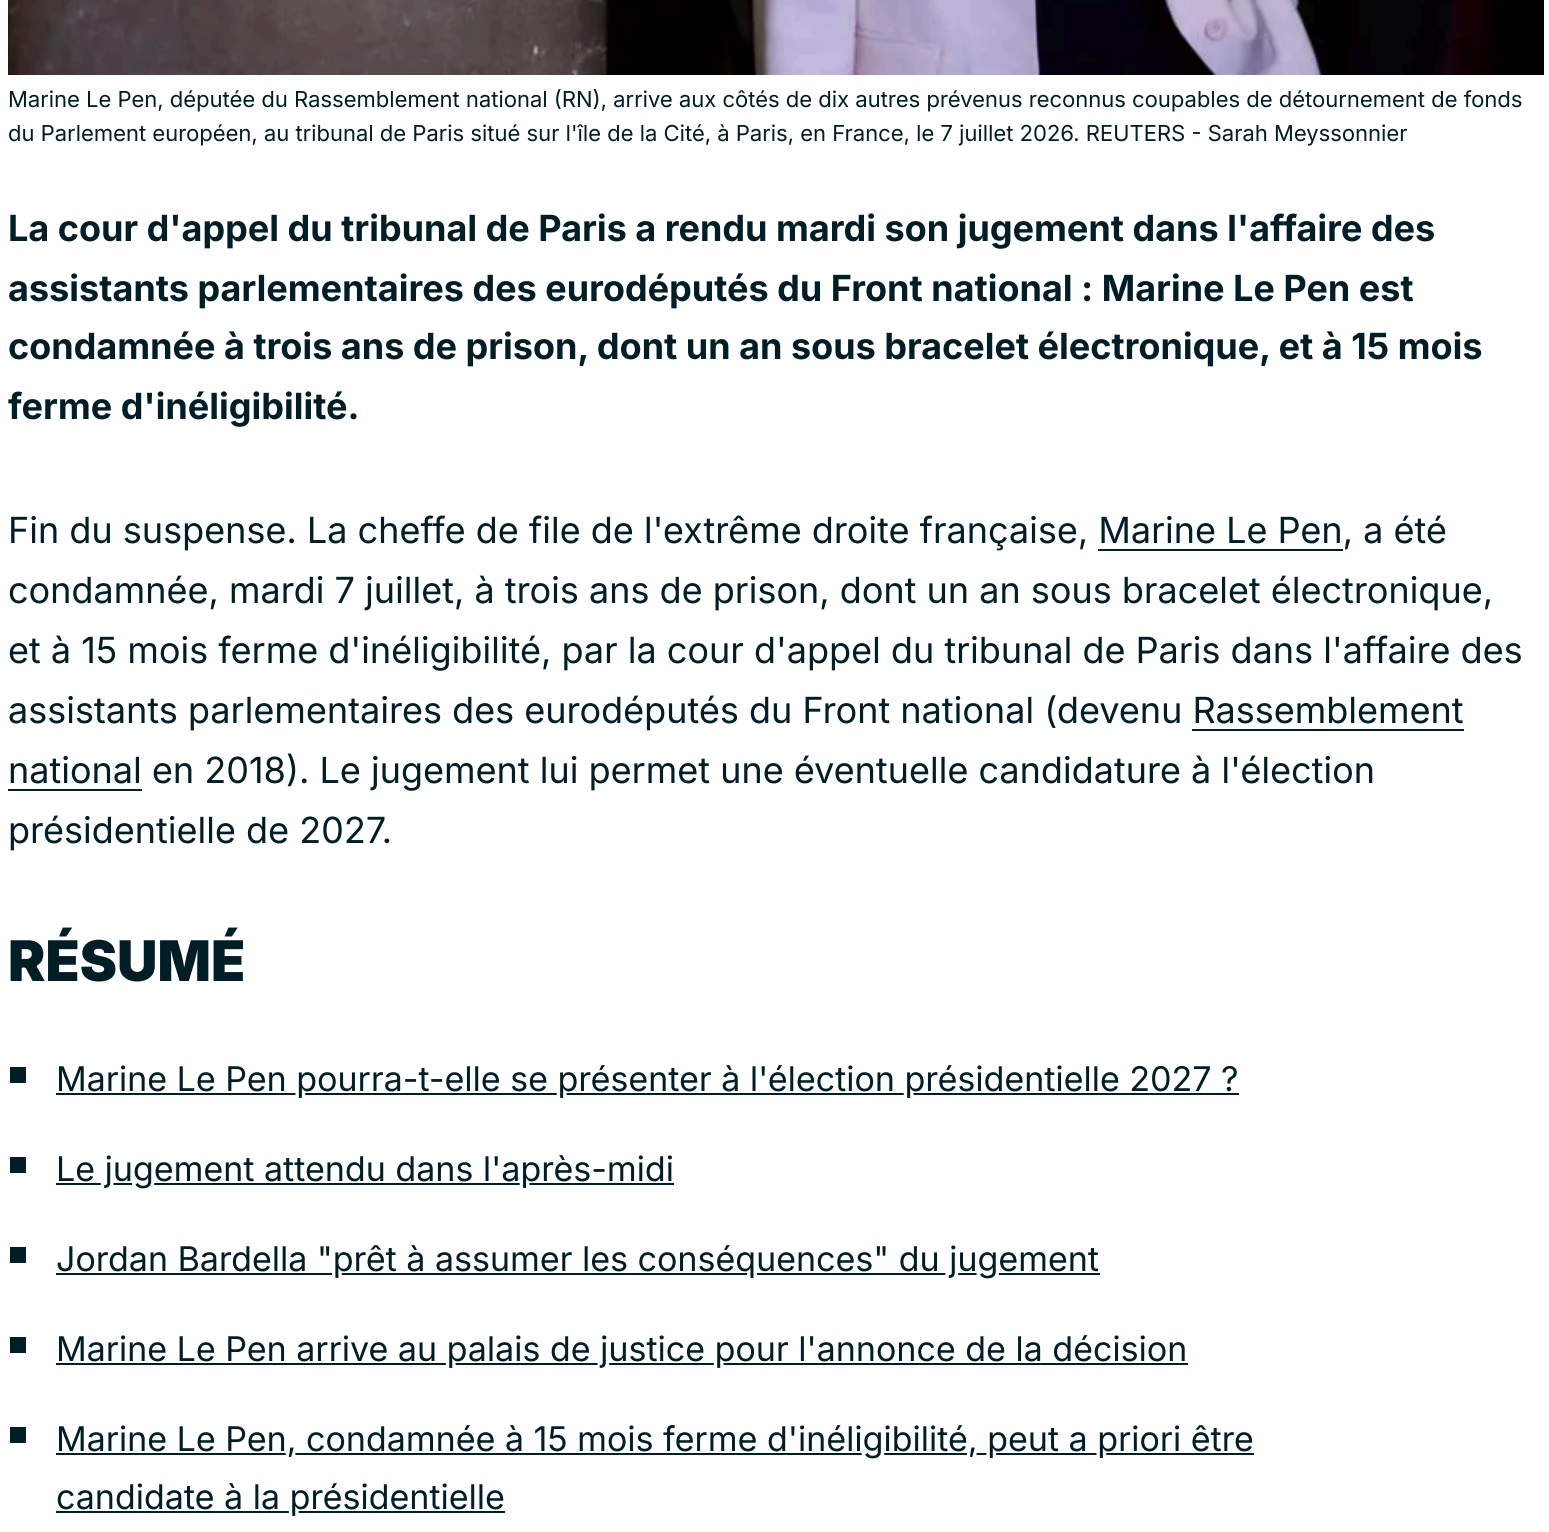 Marine Le Pen, députée du Rassemblement national (RN), arrive aux côtés de dix autres prévenus reconnus coupables de détournement de fonds
du Parlement européen, au tribunal de Paris situé sur l'île de la Cité, à Paris, en France, le 7 juillet 2026. REUTERS - Sarah Meyssonnier
La cour d'appel du tribunal de Paris a rendu mardi son jugement dans l'affaire des
assistants parlementaires des eurodéputés du Front national : Marine Le Pen est
condamnée à trois ans de prison, dont un an sous bracelet électronique, et à 15 mois
ferme d'inéligibilité.
Fin du suspense. La cheffe de file de l'extrême droite française, Marine Le Pen, a été
condamnée, mardi 7 juillet, à trois ans de prison, dont un an sous bracelet électronique,
et à 15 mois ferme d'inéligibilité, par la cour d'appel du tribunal de Paris dans l'affaire des
assistants parlementaires des eurodéputés du Front national (devenu Rassemblement
national en 2018). Le jugement lui permet une éventuelle candidature à l'élection
présidentielle de 2027.
RÉSUMÉ
Marine Le Pen pourra-t-elle se présenter à l'élection présidentielle 2027 ?
Le jugement attendu dans l'après-midi
Jordan Bardella "prêt à assumer les conséquences" du jugement
Marine Le Pen arrive au palais de justice pour l'annonce de la décision
Marine Le Pen, condamnée à 15 mois ferme d'inéligibilité, peut a priori être
candidate à la présidentielle